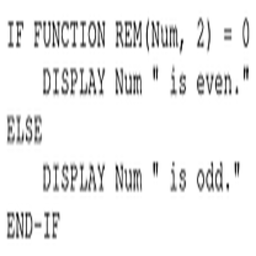 IF FUNCTION REM(Num, 2) = 0
    DISPLAY Num " is even."
ELSE
    DISPLAY Num " is odd."
END-IF